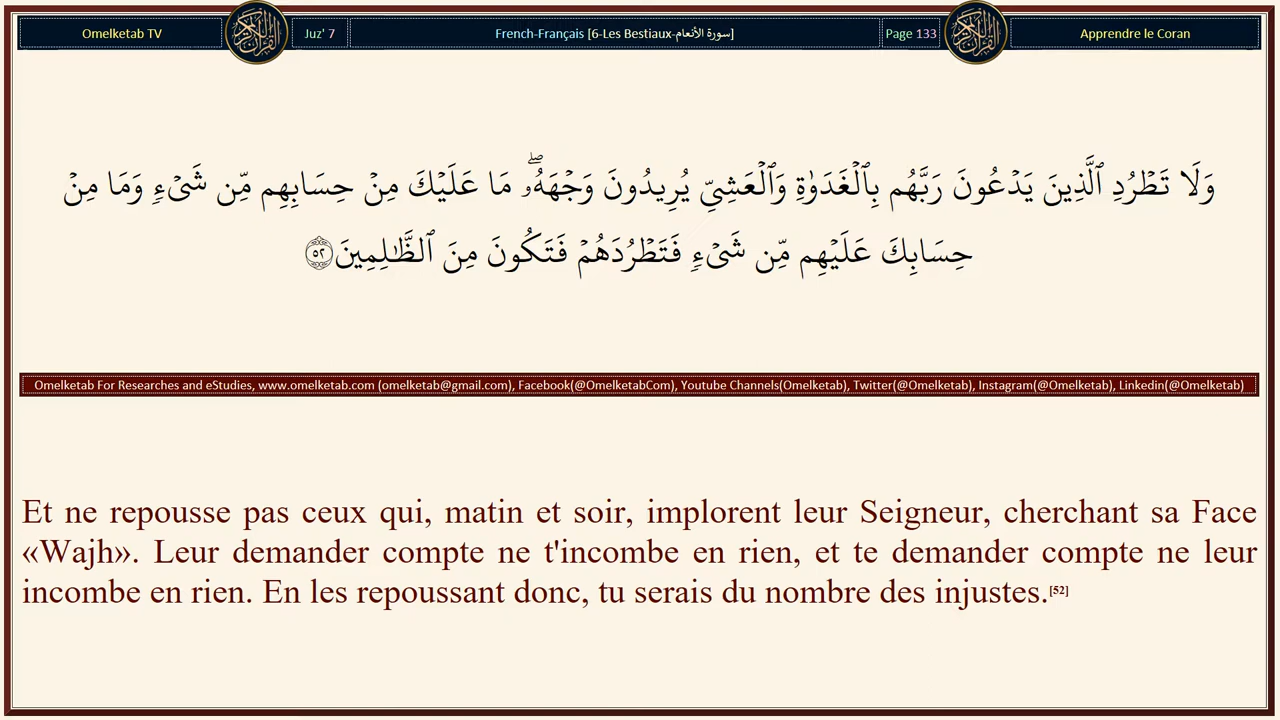 Omelketab TV
Juz' 7
French-Français [6-Les Bestiaux-سورة الأنعام]
Page 133
Apprendre le Coran
وَلَا تَطۡرُدِ ٱلَّذِينَ يَدۡعُونَ رَبَّهُم بِٱلۡغَدَوٰةِ وَٱلۡعَشِيِّ يُرِيدُونَ وَجۡهَهُۥۖ مَا عَلَيۡكَ مِنۡ حِسَابِهِم مِّن شَيۡءٖ وَمَا مِنۡ
حِسَابِكَ عَلَيۡهِم مِّن شَيۡءٖ فَتَطۡرُدَهُمۡ فَتَكُونَ مِنَ ٱلظَّٰلِمِينَ ٥٢
Omelketab For Researches and eStudies, www.omelketab.com (omelketab@gmail.com), Facebook(@OmelketabCom), Youtube Channels(Omelketab), Twitter(@Omelketab), Instagram(@Omelketab), Linkedin(@Omelketab)
Et ne repousse pas ceux qui, matin et soir, implorent leur Seigneur, cherchant sa Face
«Wajh». Leur demander compte ne t'incombe en rien, et te demander compte ne leur
incombe en rien. En les repoussant donc, tu serais du nombre des injustes.[52]